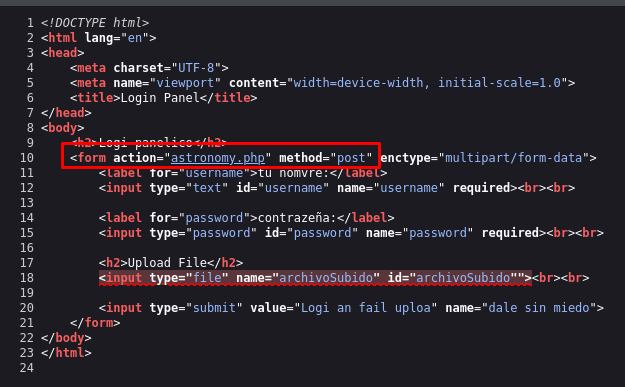 1 <!DOCTYPE html>
2 <html lang="en">
3 <head>
4 <meta charset="UTF-8">
5 <meta name="viewport" content="width=device-width, initial-scale=1.0">
6 <title>Login Panel</title>
7 </head>
8 <body>
9 <h2>Logi panelico</h2>
10 <form action="astronomy.php" method="post" enctype="multipart/form-data">
11 <label for="username">tu nomvre:</label>
12 <input type="text" id="username" name="username" required><br><br>
13
14 <label for="password">contrazeña:</label>
15 <input type="password" id="password" name="password" required><br><br>
16
17 <h2>Upload File</h2>
18 <input type="file" name="archivoSubido" id="archivoSubido""><br><br>
19
20 <input type="submit" value="Logi an fail uploa" name="dale sin miedo">
21 </form>
22 </body>
23 </html>
24